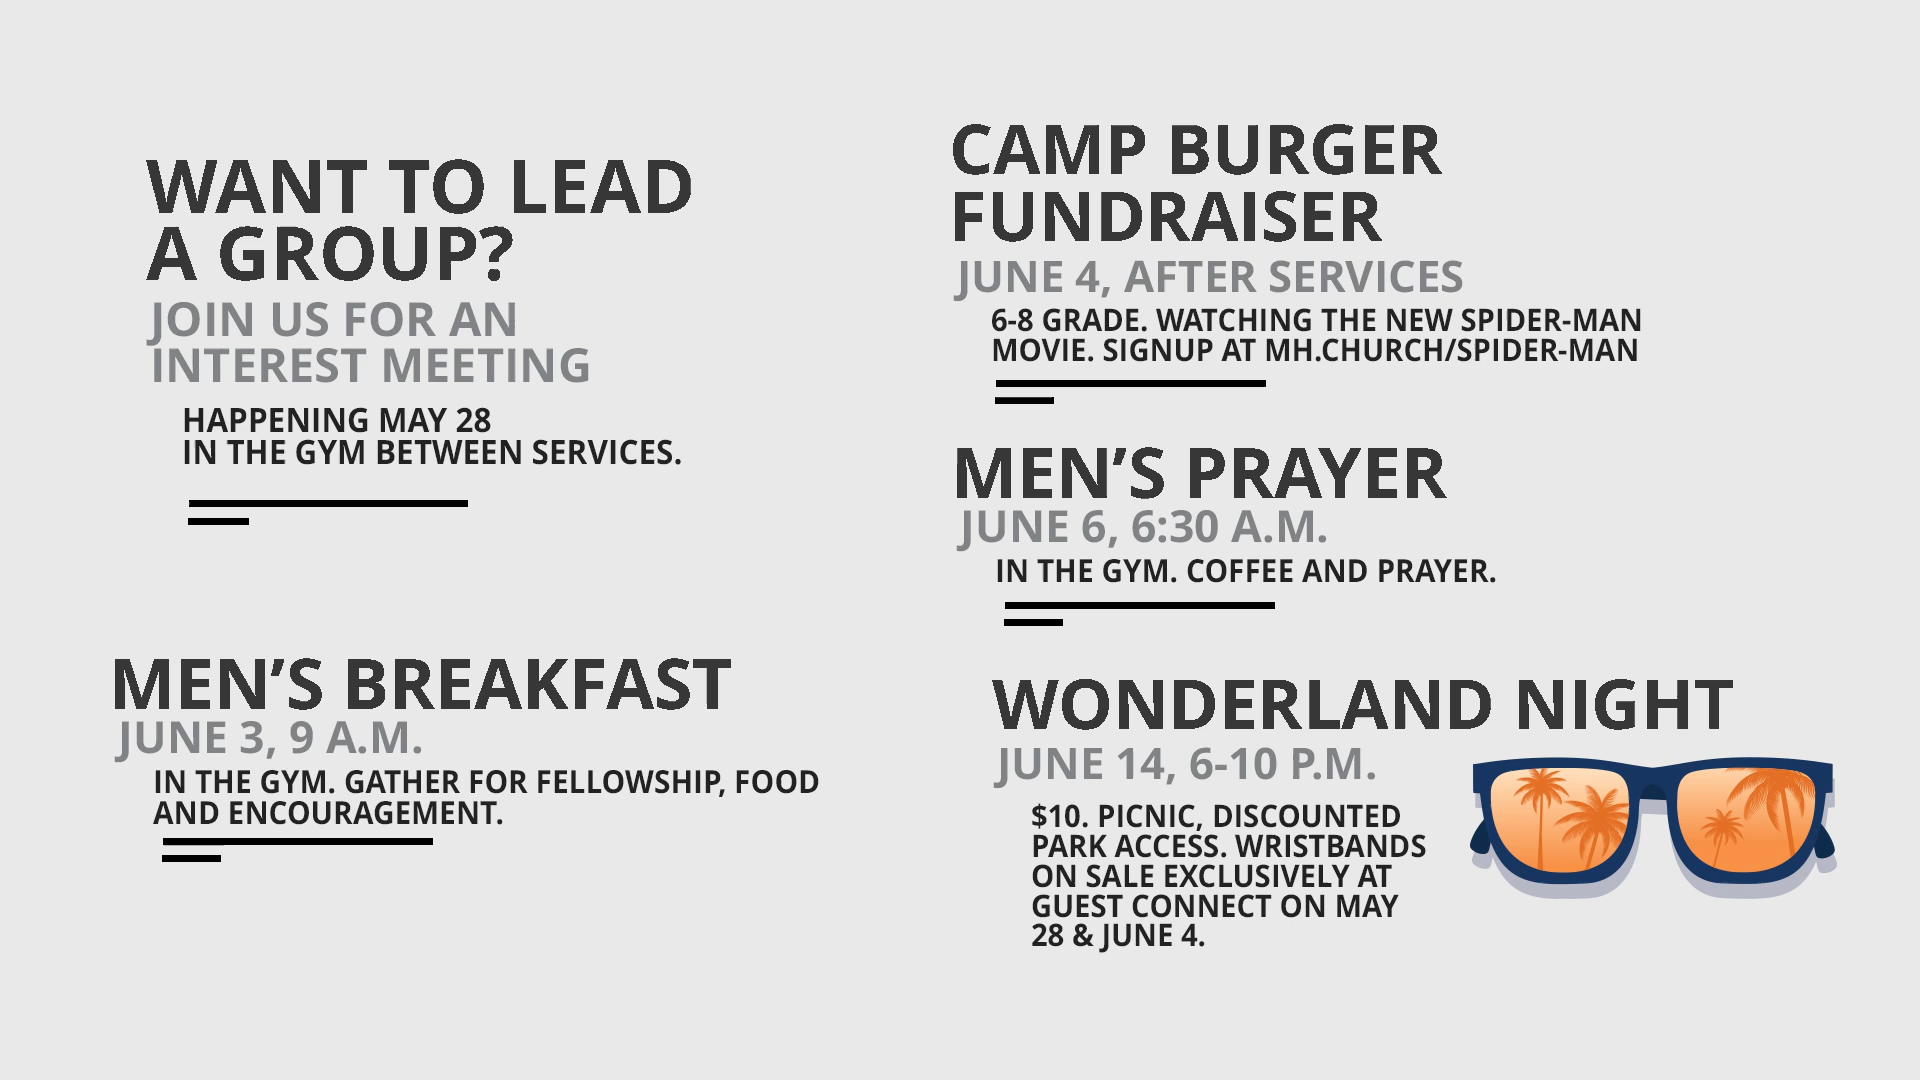 WANT TO LEAD
A GROUP?
JOIN US FOR AN
INTEREST MEETING
HAPPENING MAY 28
IN THE GYM BETWEEN SERVICES.
MEN’S BREAKFAST
JUNE 3, 9 A.M.
IN THE GYM. GATHER FOR FELLOWSHIP, FOOD
AND ENCOURAGEMENT.
CAMP BURGER
FUNDRAISER
JUNE 4, AFTER SERVICES
6-8 GRADE. WATCHING THE NEW SPIDER-MAN
MOVIE. SIGNUP AT MH.CHURCH/SPIDER-MAN
MEN’S PRAYER
JUNE 6, 6:30 A.M.
IN THE GYM. COFFEE AND PRAYER.
WONDERLAND NIGHT
JUNE 14, 6-10 P.M.
$10. PICNIC, DISCOUNTED
PARK ACCESS. WRISTBANDS
ON SALE EXCLUSIVELY AT
GUEST CONNECT ON MAY
28 & JUNE 4.